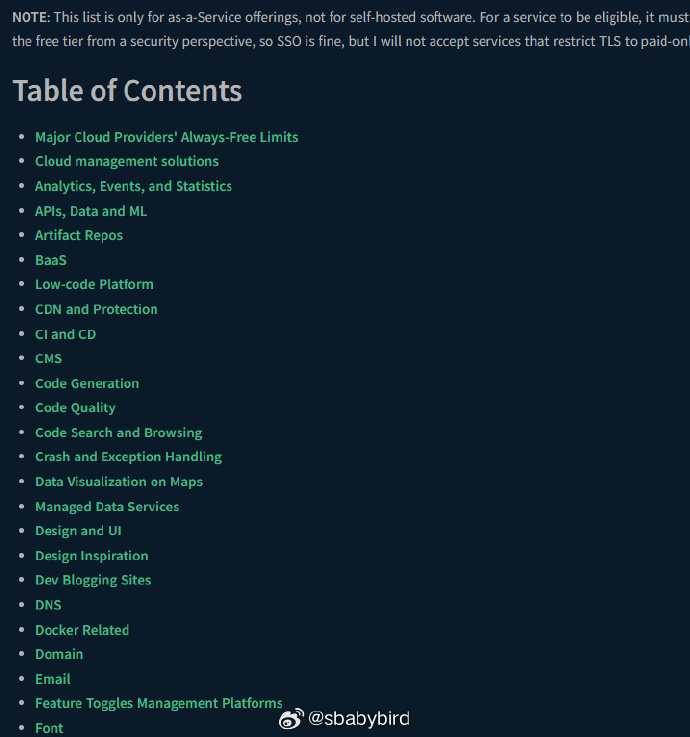 NOTE: This list is only for as-a-Service offerings, not for self-hosted software. For a service to be eligible, it must
the free tier from a security perspective, so SSO is fine, but I will not accept services that restrict TLS to paid-onl
Table of Contents
• Major Cloud Providers' Always-Free Limits
• Cloud management solutions
• Analytics, Events, and Statistics
• APIs, Data and ML
• Artifact Repos
• BaaS
• Low-code Platform
• CDN and Protection
• CI and CD
• CMS
• Code Generation
• Code Quality
• Code Search and Browsing
• Crash and Exception Handling
• Data Visualization on Maps
• Managed Data Services
• Design and UI
• Design Inspiration
• Dev Blogging Sites
• DNS
• Docker Related
• Domain
• Email
• Feature Toggles Management Platforms
• Font
@sbabybird